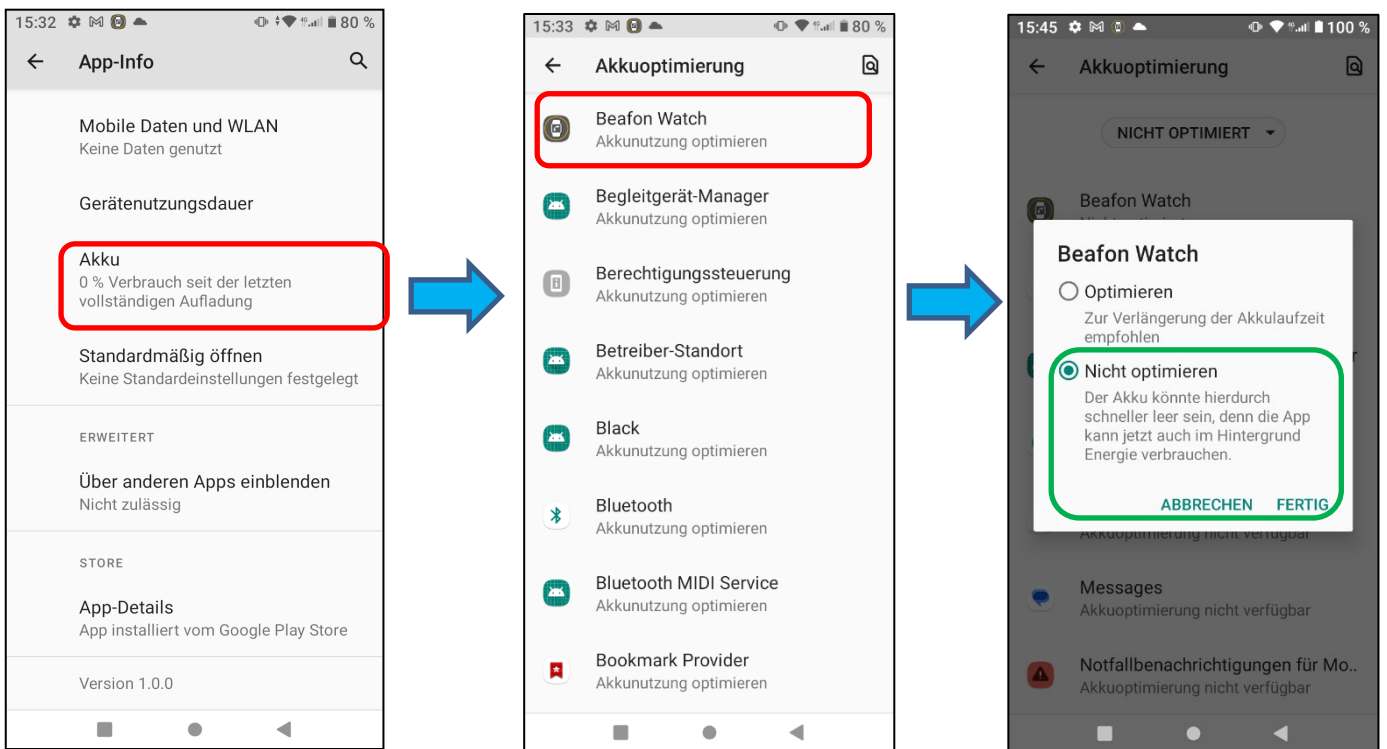 15:32 80 %
App-Info
Mobile Daten und WLAN
Keine Daten genutzt
Gerätenutzungsdauer
Akku
0 % Verbrauch seit der letzten
vollständigen Aufladung
Standardmäßig öffnen
Keine Standardeinstellungen festgelegt
ERWEITERT
Über anderen Apps einblenden
Nicht zulässig
STORE
App-Details
App installiert vom Google Play Store
Version 1.0.0
15:33 80 %
Akkuoptimierung
Beafon Watch
Akkunutzung optimieren
Begleitgerät-Manager
Akkunutzung optimieren
Berechtigungssteuerung
Akkunutzung optimieren
Betreiber-Standort
Akkunutzung optimieren
Black
Akkunutzung optimieren
Bluetooth
Akkunutzung optimieren
Bluetooth MIDI Service
Akkunutzung optimieren
Bookmark Provider
Akkunutzung optimieren
15:45 100 %
Akkuoptimierung
NICHT OPTIMIERT
Beafon Watch
Beafon Watch
Optimieren
Zur Verlängerung der Akkulaufzeit
empfohlen
Nicht optimieren
Der Akku könnte hierdurch
schneller leer sein, denn die App
kann jetzt auch im Hintergrund
Energie verbrauchen.
ABBRECHEN FERTIG
Akkuoptimierung nicht verfügbar
Messages
Akkuoptimierung nicht verfügbar
Notfallbenachrichtigungen für Mo..
Akkuoptimierung nicht verfügbar